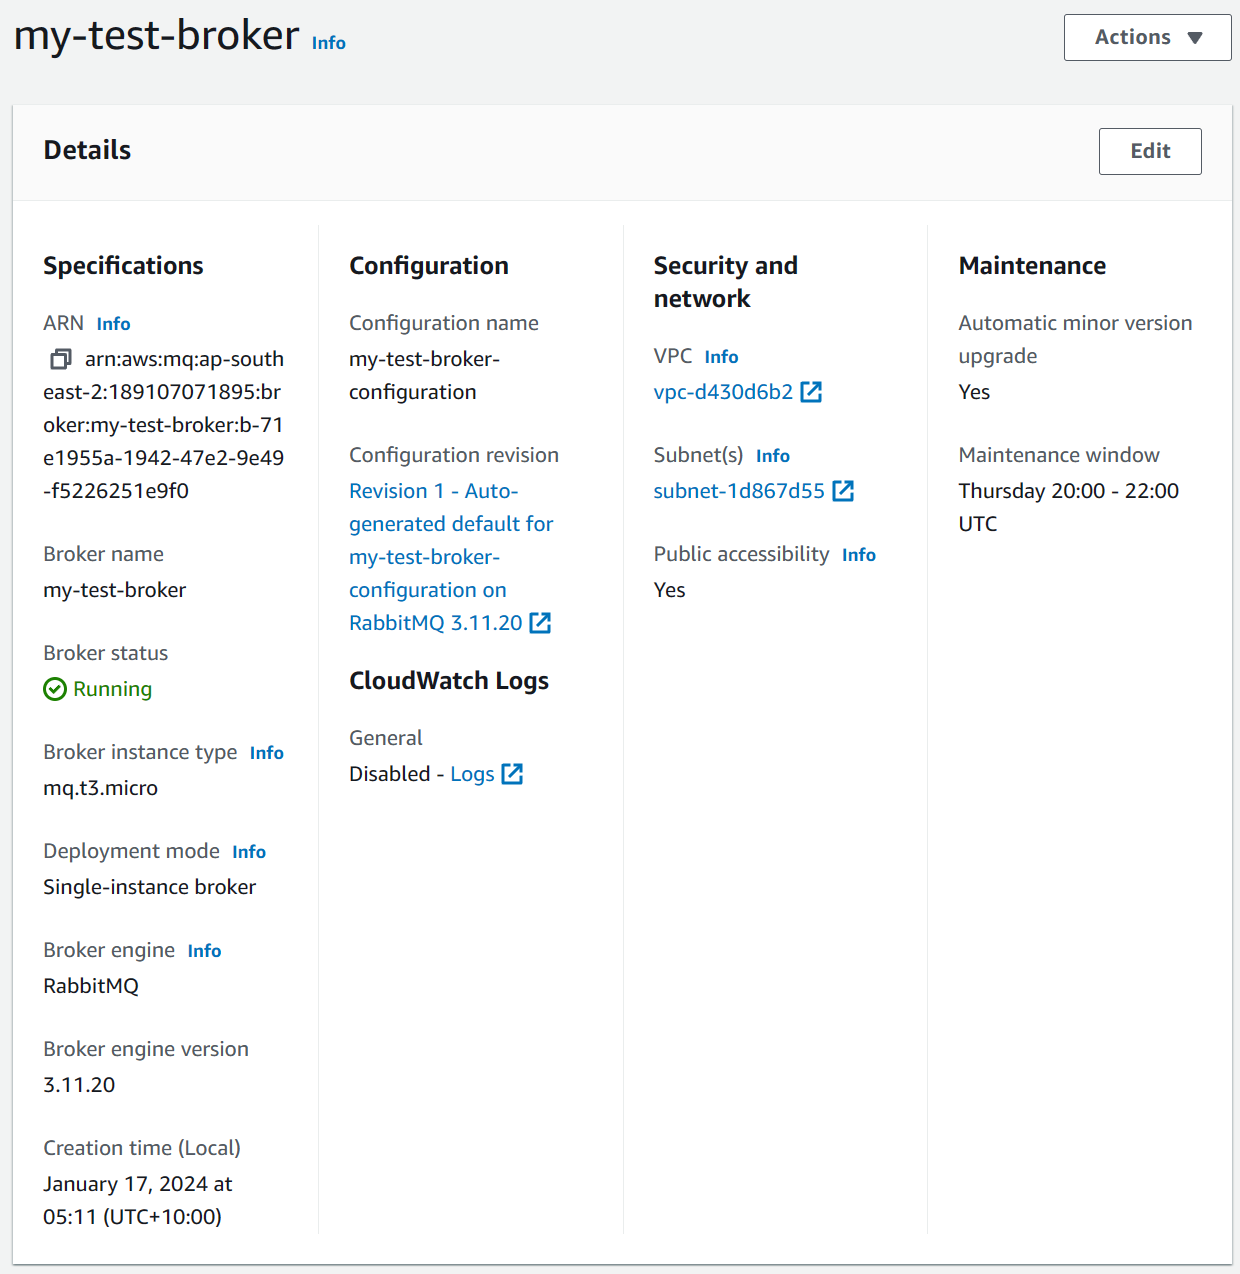 my-test-broker Info
Actions
Details
Edit
Specifications
ARN Info
arn:aws:mq:ap-south
east-2:189107071895:br
oker:my-test-broker:b-71
e1955a-1942-47e2-9e49
-f5226251e9f0
Broker name
my-test-broker
Broker status
Running
Broker instance type Info
mq.t3.micro
Deployment mode Info
Single-instance broker
Broker engine Info
RabbitMQ
Broker engine version
3.11.20
Creation time (Local)
January 17, 2024 at
05:11 (UTC+10:00)
Configuration
Configuration name
my-test-broker-
configuration
Configuration revision
Revision 1 - Auto-
generated default for
my-test-broker-
configuration on
RabbitMQ 3.11.20
CloudWatch Logs
General
Disabled - Logs
Security and
network
VPC Info
vpc-d430d6b2
Subnet(s) Info
subnet-1d867d55
Public accessibility Info
Yes
Maintenance
Automatic minor version
upgrade
Yes
Maintenance window
Thursday 20:00 - 22:00
UTC